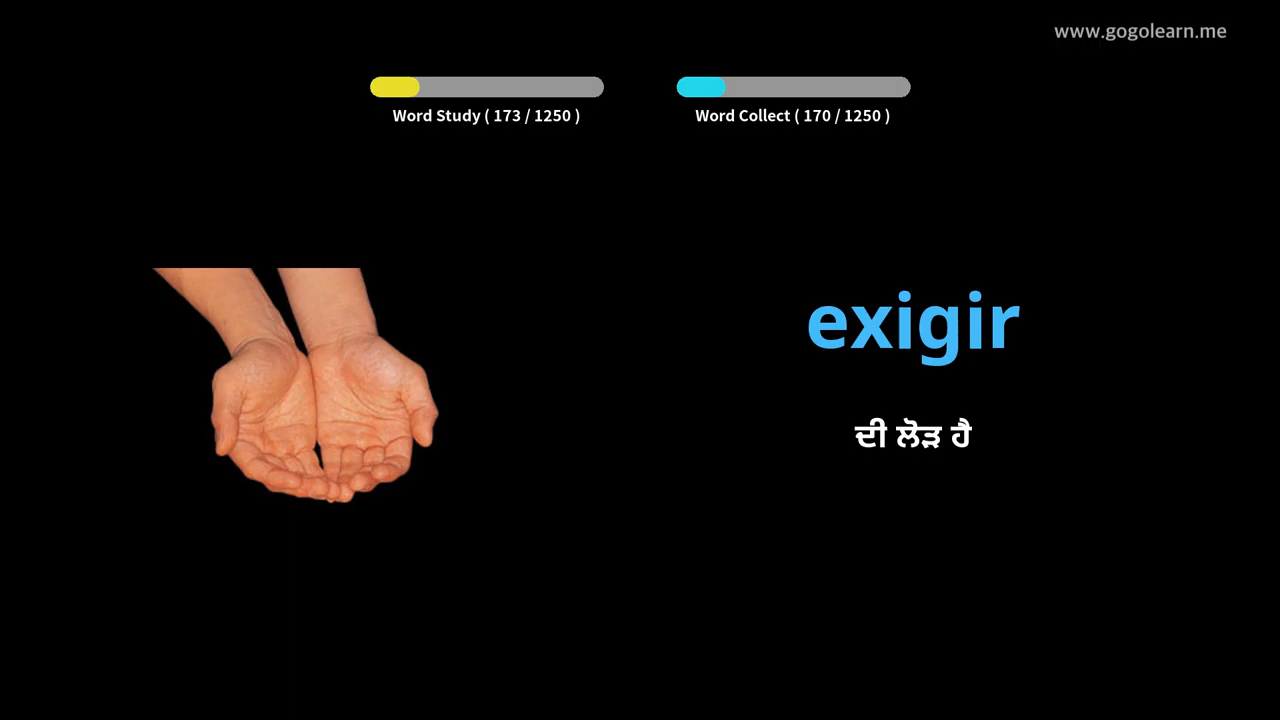 www.gogolearn.me
Word Study ( 173 / 1250 )
Word Collect ( 170 / 1250 )
exigir
ਦੀ ਲੋੜ ਹੈ